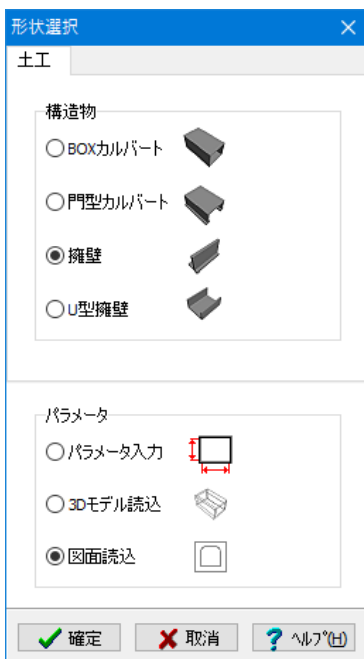 形状選択
土工
構造物
BOXカルバート
門型カルバート
擁壁
U型擁壁
パラメータ
パラメータ入力
3Dモデル読込
図面読込
確定 取消 ヘルプ(H)